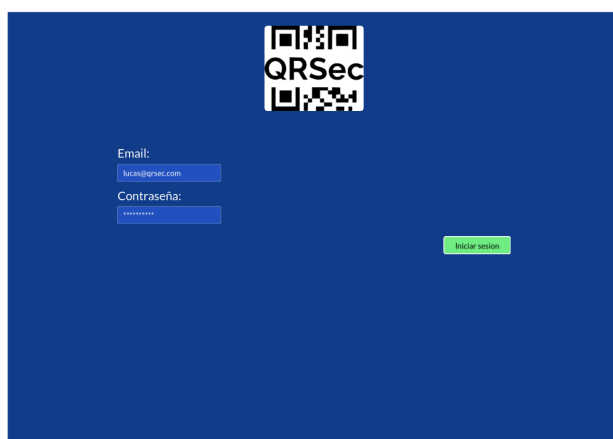 QRSec
Email:
lucas@qrsec.com
Contraseña:
**********
Iniciar sesion